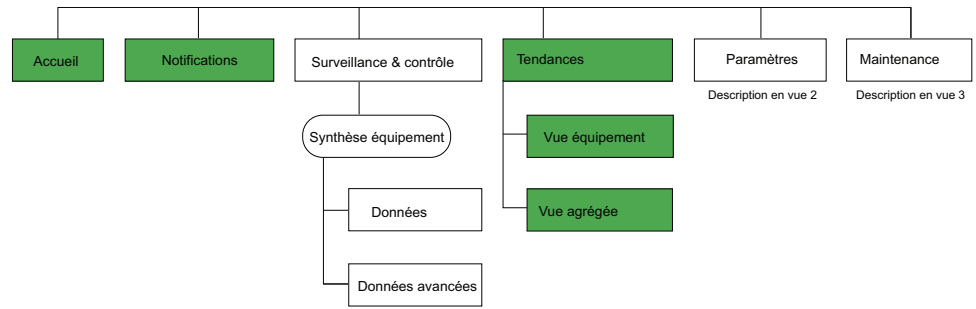 Accueil
Notifications
Surveillance & contrôle
Tendances
Paramètres
Maintenance
Description en vue 2
Description en vue 3
Synthèse équipement
Vue équipement
Données
Vue agrégée
Données avancées